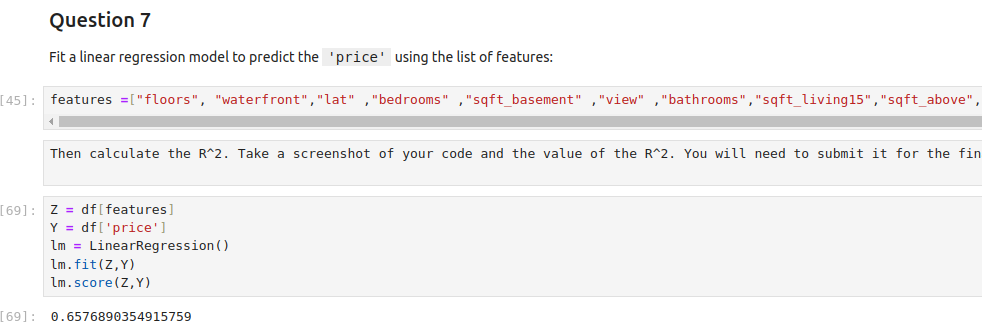 Question 7
Fit a linear regression model to predict the 'price' using the list of features:
[45]: features =["floors", "waterfront","lat" ,"bedrooms" ,"sqft_basement" ,"view" ,"bathrooms","sqft_living15","sqft_above",
Then calculate the R^2. Take a screenshot of your code and the value of the R^2. You will need to submit it for the fin
[69]: Z = df[features]
Y = df['price']
lm = LinearRegression()
lm.fit(Z,Y)
lm.score(Z,Y)
[69]: 0.6576890354915759